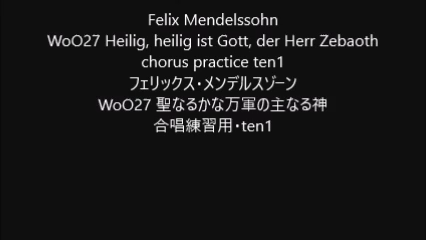 Felix Mendelssohn
WoO27 Heilig, heilig ist Gott, der Herr Zebaoth
chorus practice ten1
フェリックス・メンデルスゾーン
WoO27 聖なるかな万軍の主なる神
合唱練習用・ten1